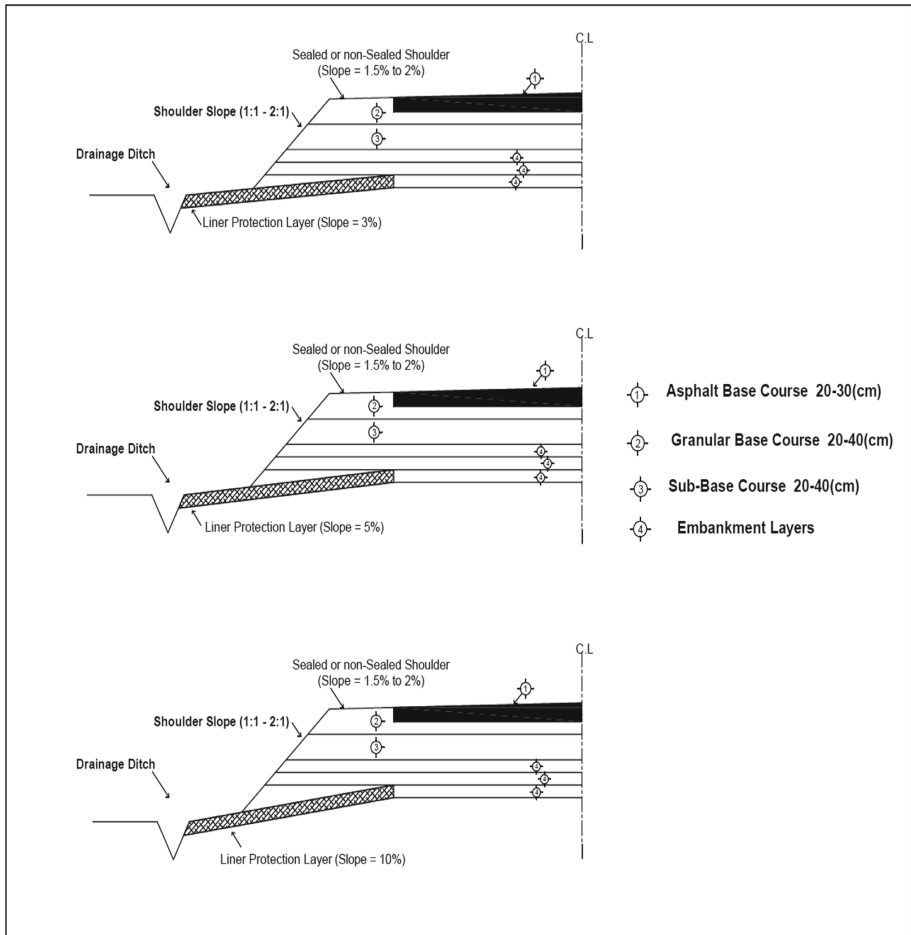 C.L
Sealed or non-Sealed Shoulder
(Slope = 1.5% to 2%)
1
Shoulder Slope (1:1 - 2:1)
2
3
Drainage Ditch
4
4
4
Liner Protection Layer (Slope = 3%)
C.L
Sealed or non-Sealed Shoulder
(Slope = 1.5% to 2%)
1
Shoulder Slope (1:1 - 2:1)
2
3
Drainage Ditch
4
4
4
Liner Protection Layer (Slope = 5%)
1 Asphalt Base Course 20-30(cm)
2 Granular Base Course 20-40(cm)
3 Sub-Base Course 20-40(cm)
4 Embankment Layers
C.L
Sealed or non-Sealed Shoulder
(Slope = 1.5% to 2%)
1
Shoulder Slope (1:1 - 2:1)
2
3
Drainage Ditch
4
4
4
Liner Protection Layer (Slope = 10%)